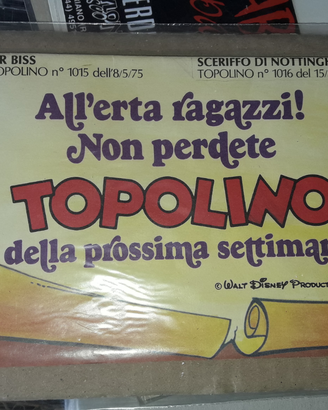 R BISS
OPOLINO n° 1015 dell'8/5/75
SCERIFFO DI NOTTINGH
TOPOLINO n° 1016 del 15/
All'erta ragazzi!
Non perdete
TOPOLINO
della prossima settiman
© WALT DISNEY PRODUCT